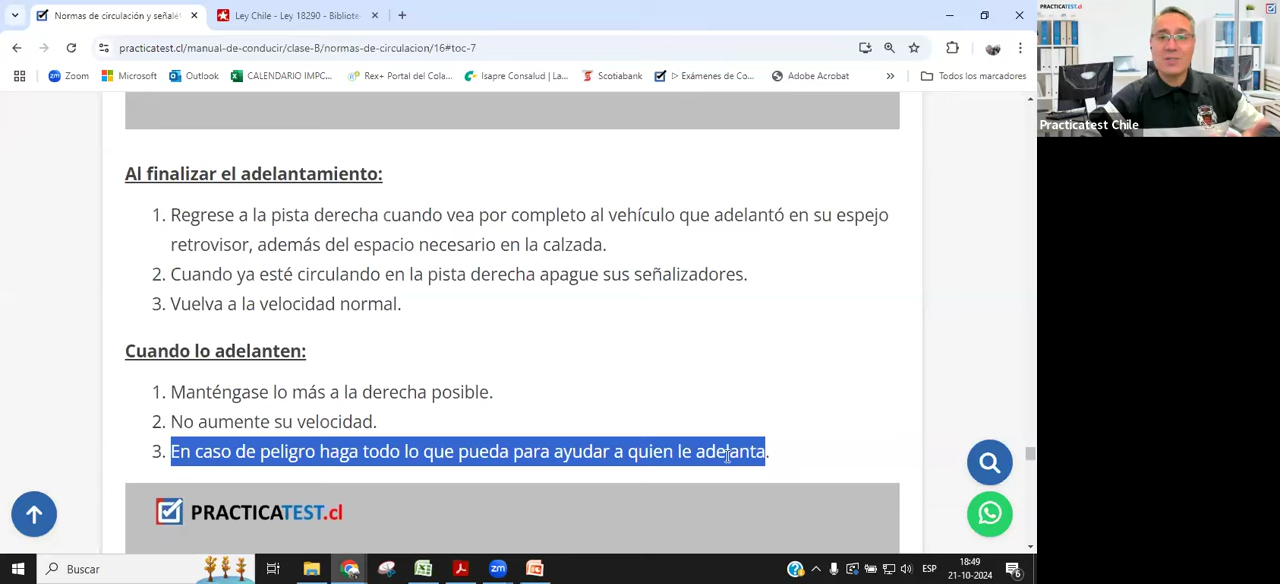 Normas de circulación y señalet
Ley Chile - Ley 18290 - Bibliot
practicatest.cl/manual-de-conducir/clase-B/normas-de-circulacion/16#toc-7
Zoom
Microsoft
Outlook
CALENDARIO IMPO...
Rex+ Portal del Cola...
Isapre Consalud | La...
Scotiabank
▷ Exámenes de Co...
Adobe Acrobat
»
Todos los marcadores
PRACTICATEST.cl
Practicatest Chile
Al finalizar el adelantamiento:
1. Regrese a la pista derecha cuando vea por completo al vehículo que adelantó en su espejo
retrovisor, además del espacio necesario en la calzada.
2. Cuando ya esté circulando en la pista derecha apague sus señalizadores.
3. Vuelva a la velocidad normal.
Cuando lo adelanten:
1. Manténgase lo más a la derecha posible.
2. No aumente su velocidad.
3. En caso de peligro haga todo lo que pueda para ayudar a quien le adelanta.
PRACTICATEST.cl
Buscar
ESP
18:49
21-10-2024
6